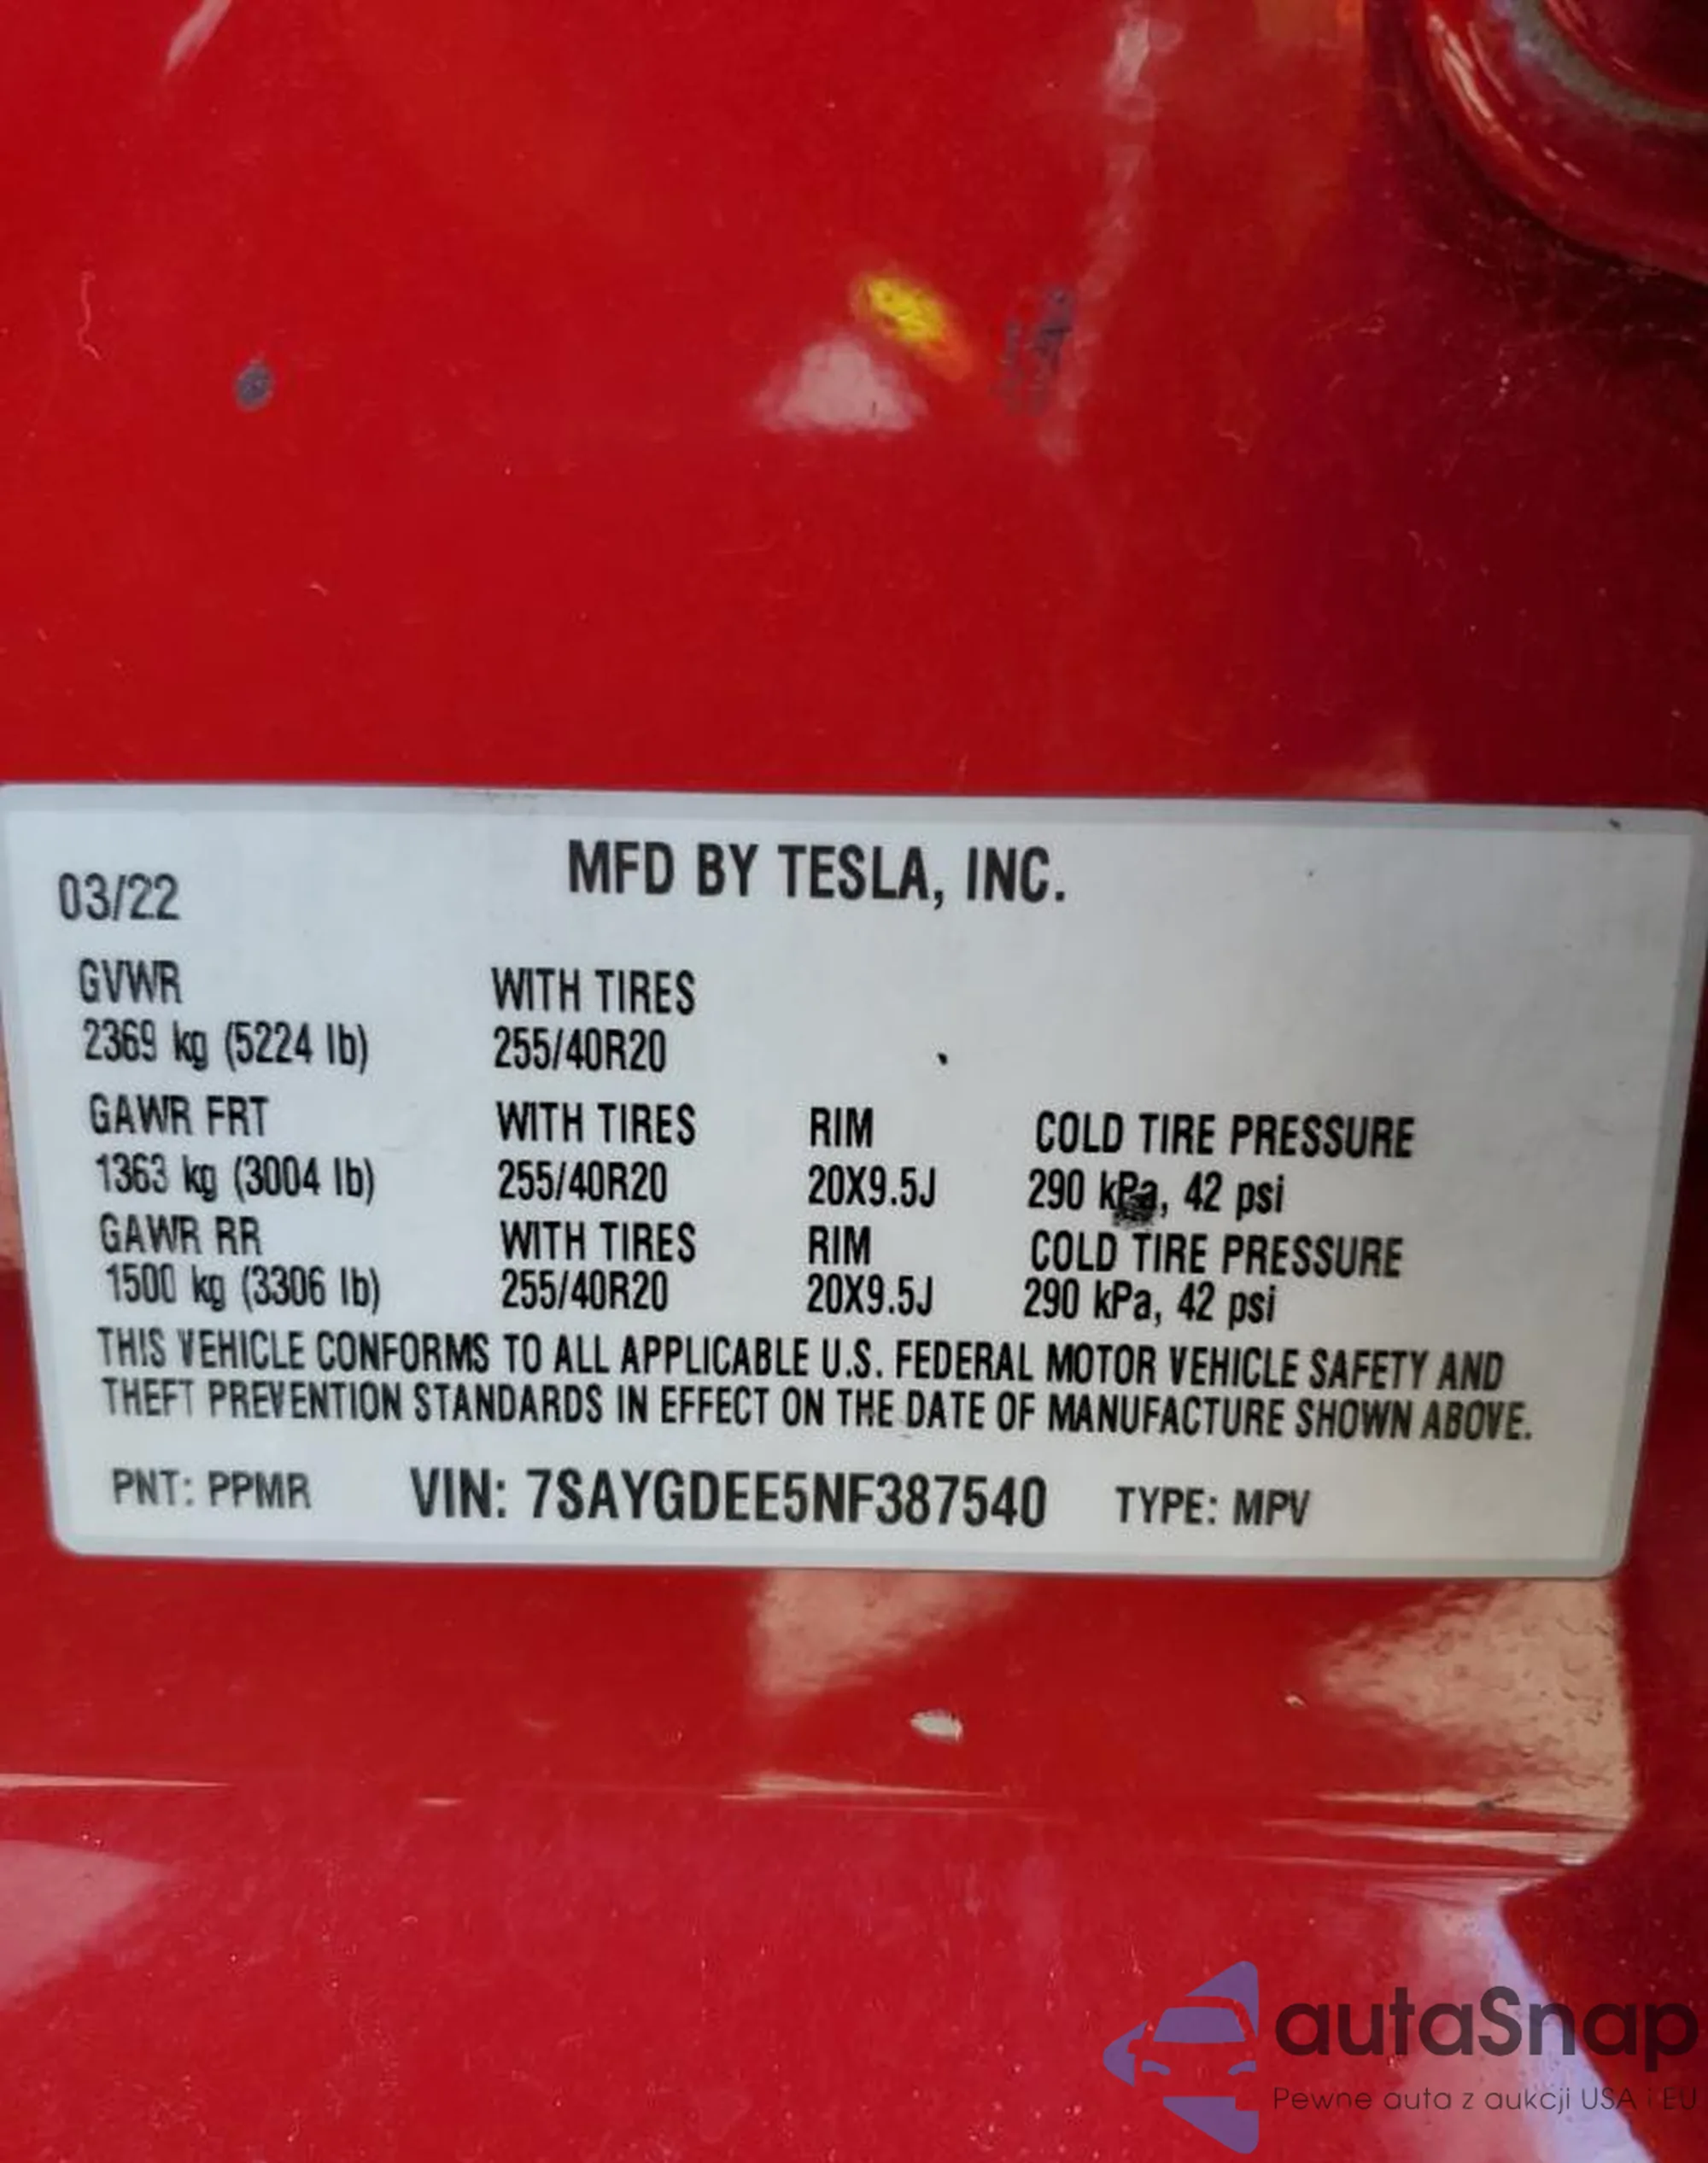 MFD BY TESLA, INC.
03/22
GVWR WITH TIRES
2369 kg (5224 lb) 255/40R20
GAWR FRT WITH TIRES RIM COLD TIRE PRESSURE
1363 kg (3004 lb) 255/40R20 20X9.5J 290 kPa, 42 psi
GAWR RR WITH TIRES RIM COLD TIRE PRESSURE
1500 kg (3306 lb) 255/40R20 20X9.5J 290 kPa, 42 psi
THIS VEHICLE CONFORMS TO ALL APPLICABLE U.S. FEDERAL MOTOR VEHICLE SAFETY AND
THEFT PREVENTION STANDARDS IN EFFECT ON THE DATE OF MANUFACTURE SHOWN ABOVE.
PNT: PPMR VIN: 7SAYGDEE5NF387540 TYPE: MPV
autaSnap
Pewne auta z aukcji USA i EU